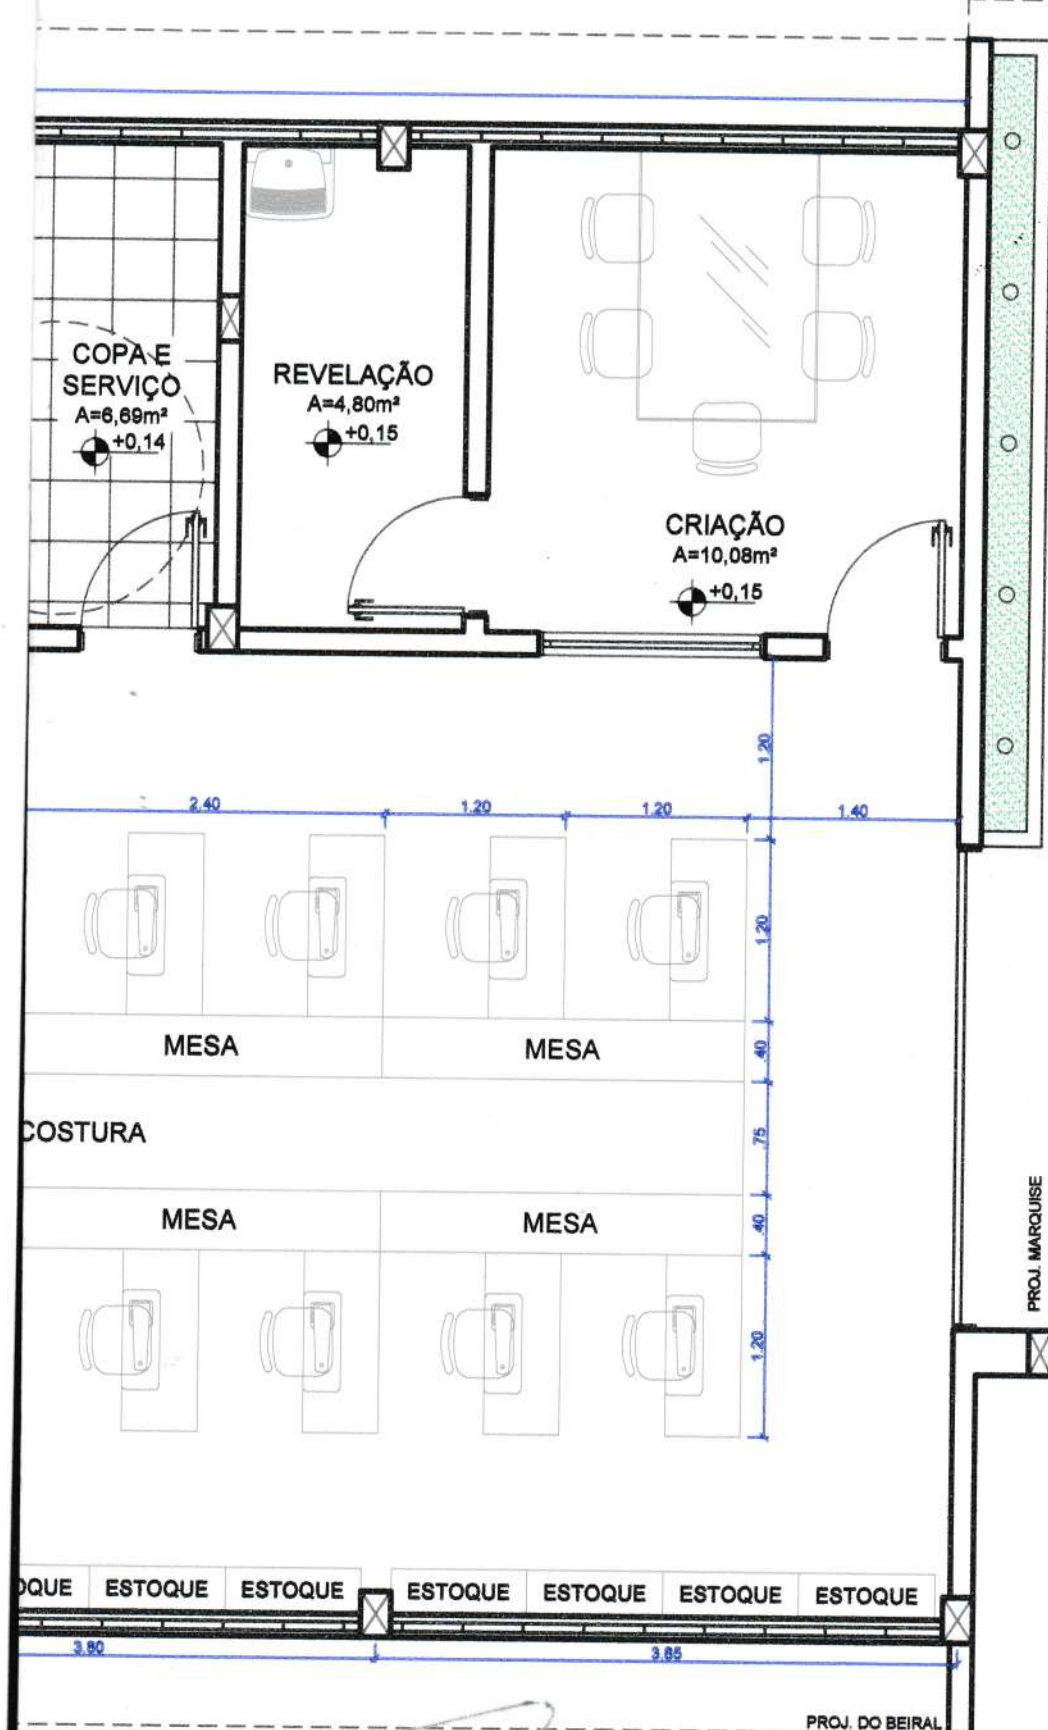 COPA E
SERVIÇO
A=6,69m²
+0,14
REVELAÇÃO
A=4,80m²
+0,15
CRIAÇÃO
A=10,08m²
+0,15
1.20
2.40 1.20 1.20 1.40
1.20
MESA MESA
.40
COSTURA
.75
MESA MESA
.40
PROJ. MARQUISE
1.20
OQUE ESTOQUE ESTOQUE ESTOQUE ESTOQUE ESTOQUE ESTOQUE
3.80 3.65
PROJ. DO BEIRAL